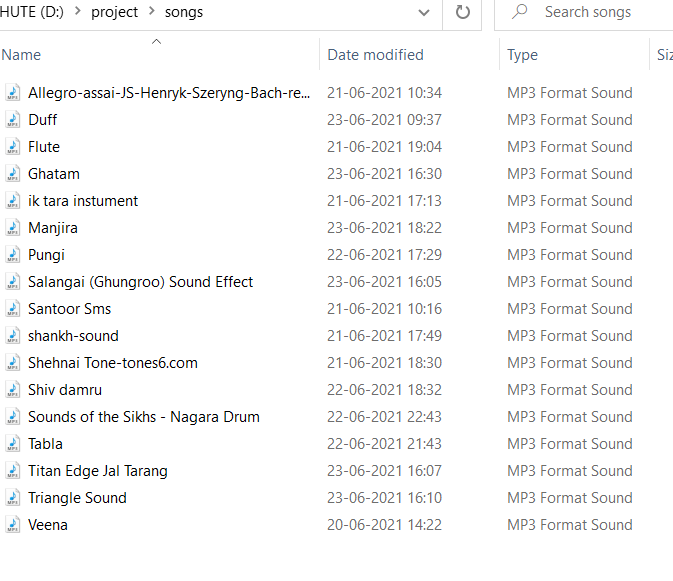 HUTE (D:) > project > songs Search songs
Name Date modified Type Siz
Allegro-assai-JS-Henryk-Szeryng-Bach-re... 21-06-2021 10:34 MP3 Format Sound
Duff 23-06-2021 09:37 MP3 Format Sound
Flute 21-06-2021 19:04 MP3 Format Sound
Ghatam 23-06-2021 16:30 MP3 Format Sound
ik tara instument 21-06-2021 17:13 MP3 Format Sound
Manjira 23-06-2021 18:22 MP3 Format Sound
Pungi 22-06-2021 17:29 MP3 Format Sound
Salangai (Ghungroo) Sound Effect 23-06-2021 16:05 MP3 Format Sound
Santoor Sms 21-06-2021 10:16 MP3 Format Sound
shankh-sound 21-06-2021 17:49 MP3 Format Sound
Shehnai Tone-tones6.com 21-06-2021 18:30 MP3 Format Sound
Shiv damru 22-06-2021 18:32 MP3 Format Sound
Sounds of the Sikhs - Nagara Drum 22-06-2021 22:43 MP3 Format Sound
Tabla 22-06-2021 21:43 MP3 Format Sound
Titan Edge Jal Tarang 23-06-2021 16:07 MP3 Format Sound
Triangle Sound 23-06-2021 16:10 MP3 Format Sound
Veena 20-06-2021 14:22 MP3 Format Sound